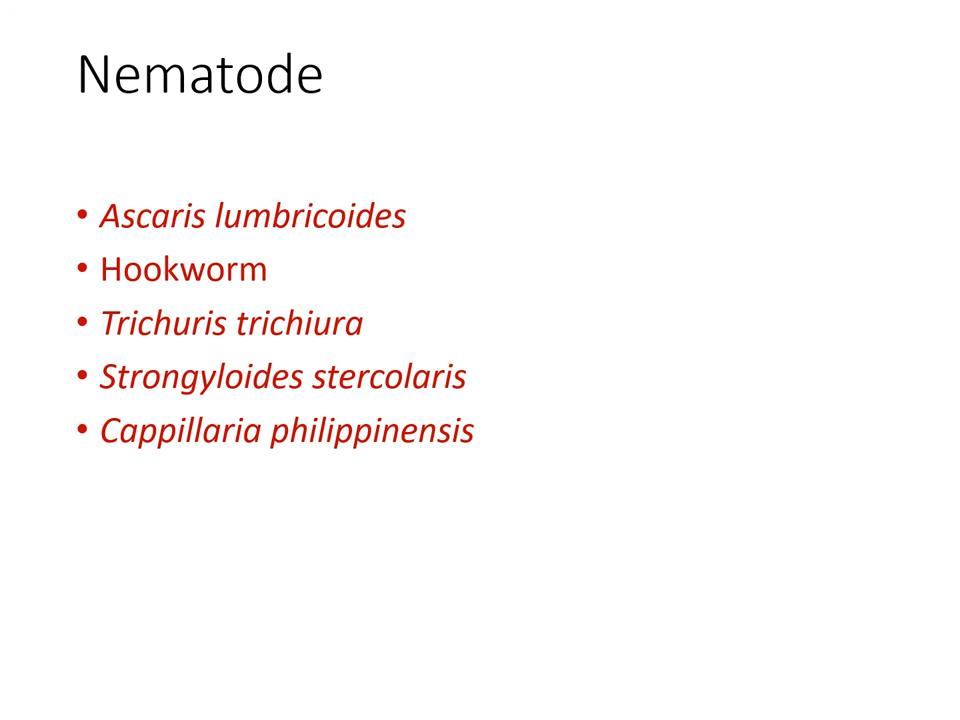 Nematode
• Ascaris lumbricoides
• Hookworm
• Trichuris trichiura
• Strongyloides stercolaris
• Cappillaria philippinensis